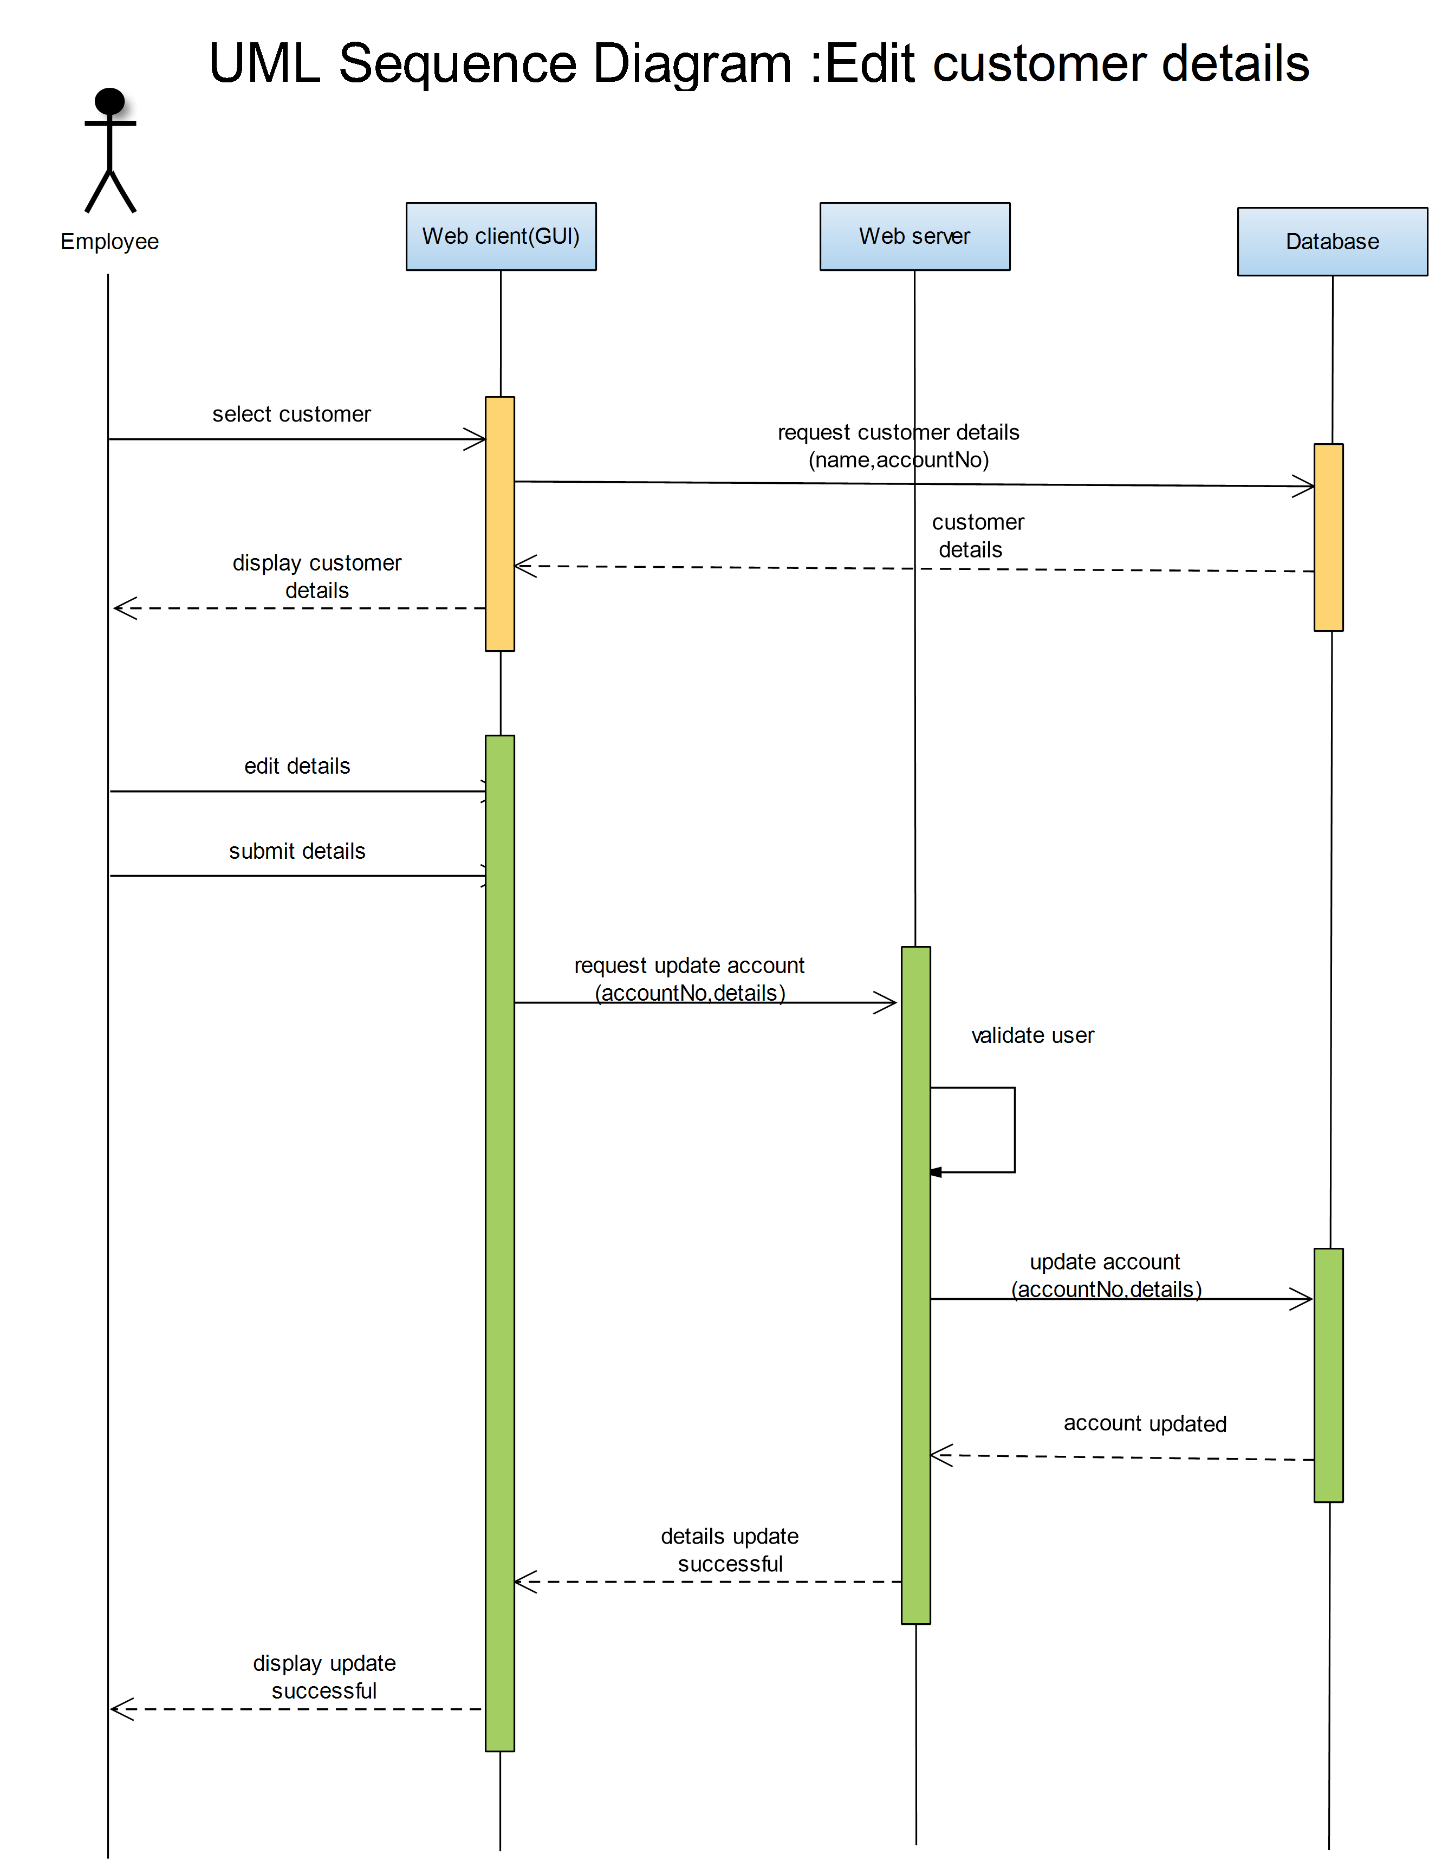 UML Sequence Diagram :Edit customer details
Employee
Web client(GUI)
Web server
Database
select customer
request customer details
(name,accountNo)
customer
details
display customer
details
edit details
submit details
request update account
(accountNo,details)
validate user
update account
(accountNo,details)
account updated
details update
successful
display update
successful